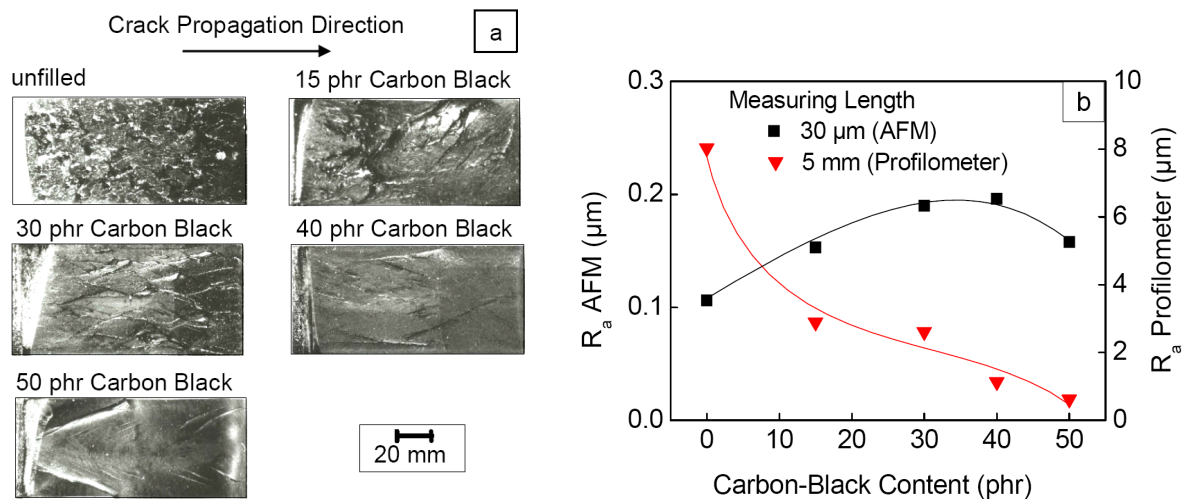 Crack Propagation Direction
a
unfilled
15 phr Carbon Black
30 phr Carbon Black
40 phr Carbon Black
50 phr Carbon Black
20 mm
b
Measuring Length
30 µm (AFM)
5 mm (Profilometer)
R_a AFM (µm)
0.3
0.2
0.1
0.0
0 10 20 30 40 50
Carbon-Black Content (phr)
10
8
6
4
2
0
R_a Profilometer (µm)